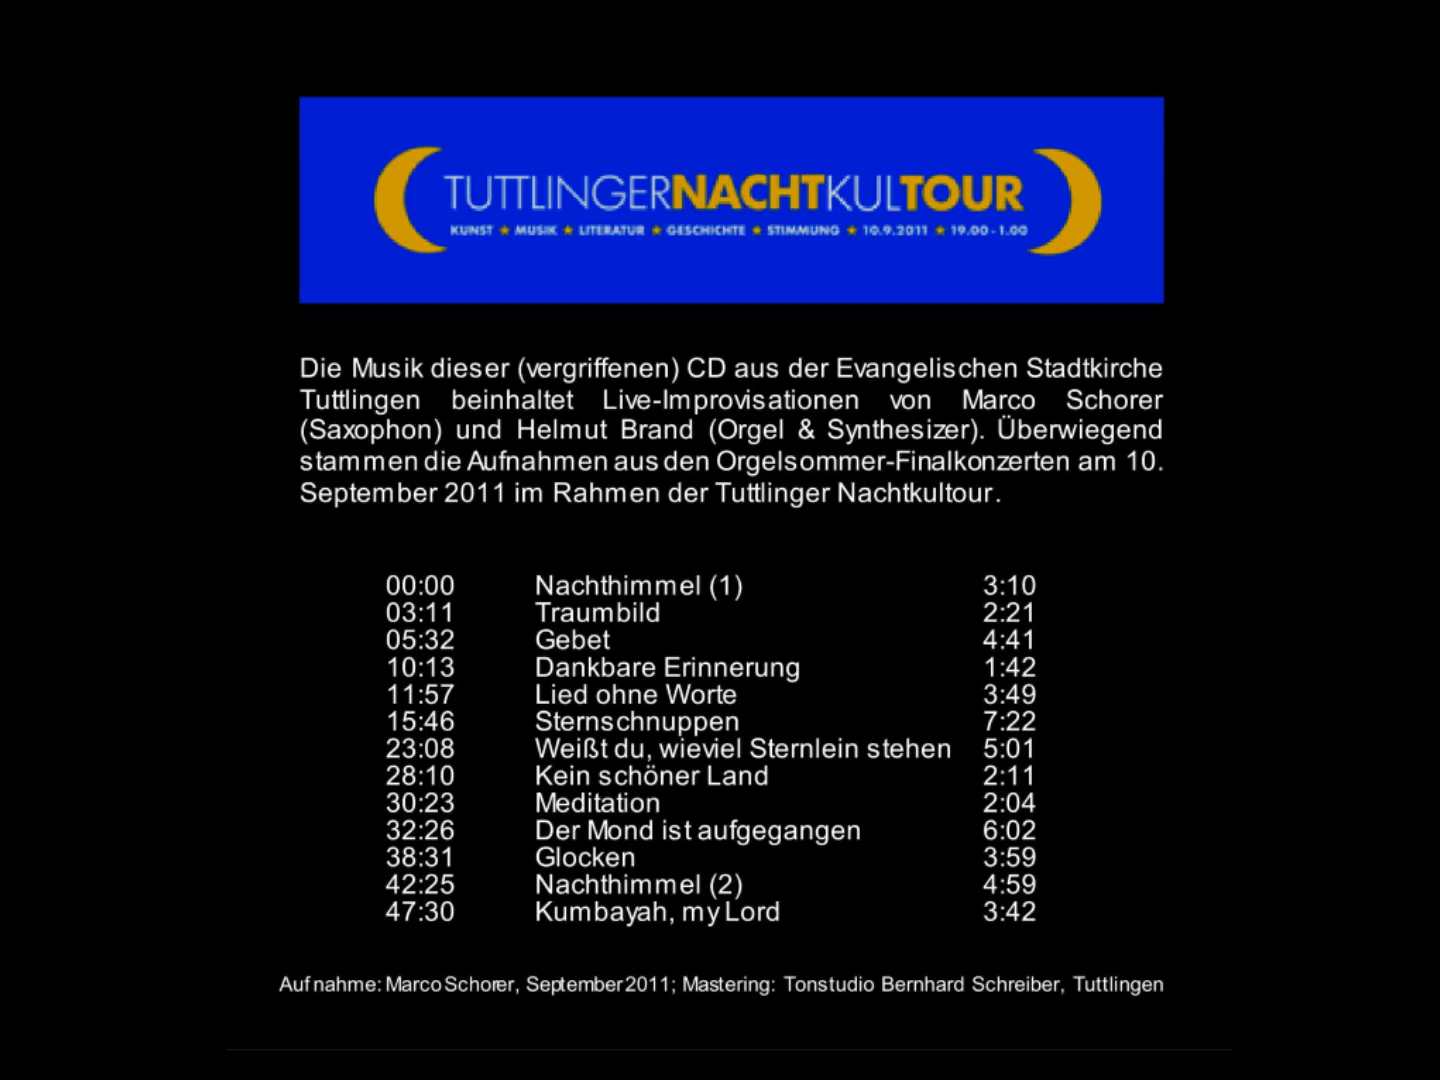 TUTTLINGERNACHTKULTOUR
KUNST ★ MUSIK ★ LITERATUR ★ GESCHICHTE ★ STIMMUNG ★ 10.9.2011 ★ 19.00-1.00
Die Musik dieser (vergriffenen) CD aus der Evangelischen Stadtkirche
Tuttlingen beinhaltet Live-Improvisationen von Marco Schorer
(Saxophon) und Helmut Brand (Orgel & Synthesizer). Überwiegend
stammen die Aufnahmen aus den Orgelsommer-Finalkonzerten am 10.
September 2011 im Rahmen der Tuttlinger Nachtkultour.
00:00 Nachthimmel (1) 3:10
03:11 Traumbild 2:21
05:32 Gebet 4:41
10:13 Dankbare Erinnerung 1:42
11:57 Lied ohne Worte 3:49
15:46 Sternschnuppen 7:22
23:08 Weißt du, wieviel Sternlein stehen 5:01
28:10 Kein schöner Land 2:11
30:23 Meditation 2:04
32:26 Der Mond ist aufgegangen 6:02
38:31 Glocken 3:59
42:25 Nachthimmel (2) 4:59
47:30 Kumbayah, my Lord 3:42
Aufnahme: Marco Schorer, September 2011; Mastering: Tonstudio Bernhard Schreiber, Tuttlingen